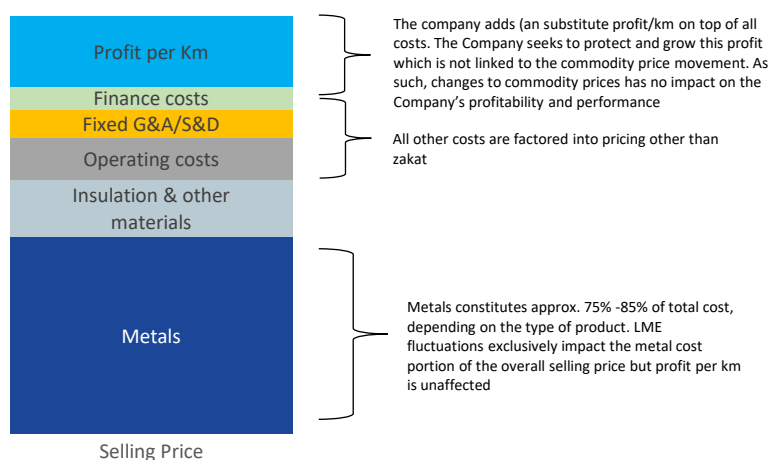 Profit per Km
The company adds (an substitute profit/km on top of all
costs. The Company seeks to protect and grow this profit
which is not linked to the commodity price movement. As
such, changes to commodity prices has no impact on the
Company’s profitability and performance
Finance costs
Fixed G&A/S&D
Operating costs
All other costs are factored into pricing other than
zakat
Insulation & other
materials
Metals
Metals constitutes approx. 75% -85% of total cost,
depending on the type of product. LME
fluctuations exclusively impact the metal cost
portion of the overall selling price but profit per km
is unaffected
Selling Price